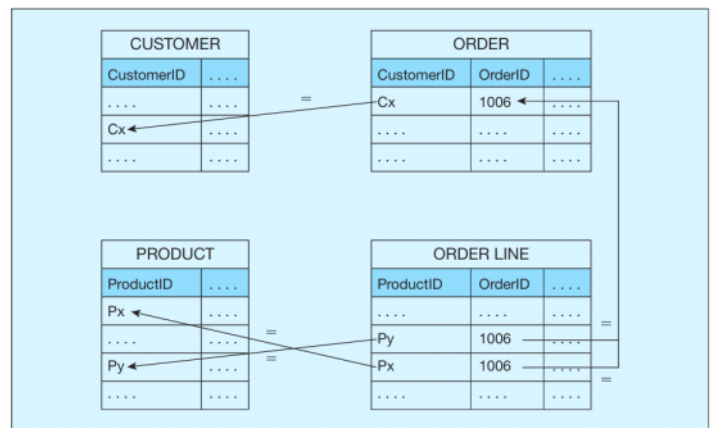 CUSTOMER
CustomerID ....
....  ....
Cx ....
....  ....
=
ORDER
CustomerID OrderID ....
Cx 1006 ....
....  ....  ....
....  ....  ....
PRODUCT
ProductID ....
Px ....
....  ....
Py ....
....  ....
=
=
ORDER LINE
ProductID OrderID ....
....  ....  ....
Py 1006 ....
Px 1006 ....
....  ....  ....
=
=